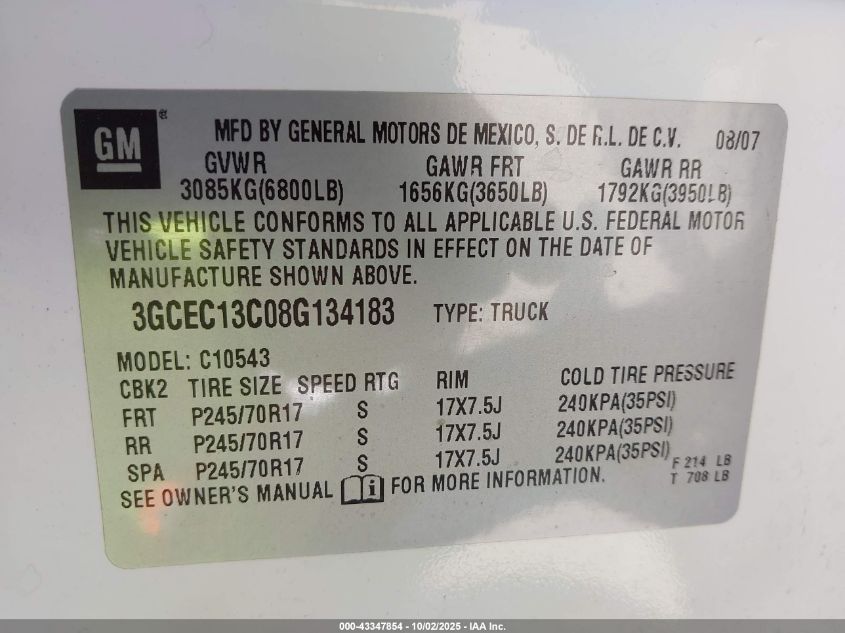 GM®
MFD BY GENERAL MOTORS DE MEXICO, S. DE R.L. DE C.V. 08/07
GVWR GAWR FRT GAWR RR
3085KG(6800LB) 1656KG(3650LB) 1792KG(3950LB)
THIS VEHICLE CONFORMS TO ALL APPLICABLE U.S. FEDERAL MOTOR
VEHICLE SAFETY STANDARDS IN EFFECT ON THE DATE OF
MANUFACTURE SHOWN ABOVE.
3GCEC13C08G134183 TYPE: TRUCK
MODEL: C10543
CBK2 TIRE SIZE SPEED RTG RIM COLD TIRE PRESSURE
FRT P245/70R17 S 17X7.5J 240KPA(35PSI)
RR P245/70R17 S 17X7.5J 240KPA(35PSI)
SPA P245/70R17 S 17X7.5J 240KPA(35PSI)
F 214 LB
T 708 LB
SEE OWNER'S MANUAL i FOR MORE INFORMATION.
000-43347854 - 10/02/2025 - IAA Inc.